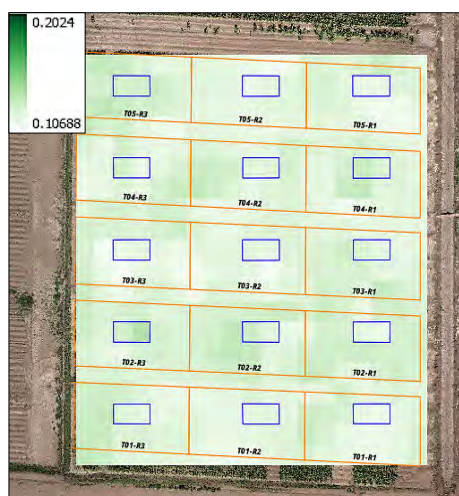 0.2024
0.10688
T05-R3
T05-R2
T05-R1
T04-R3
T04-R2
T04-R1
T03-R3
T03-R2
T03-R1
T02-R3
T02-R2
T02-R1
T01-R3
T01-R2
T01-R1